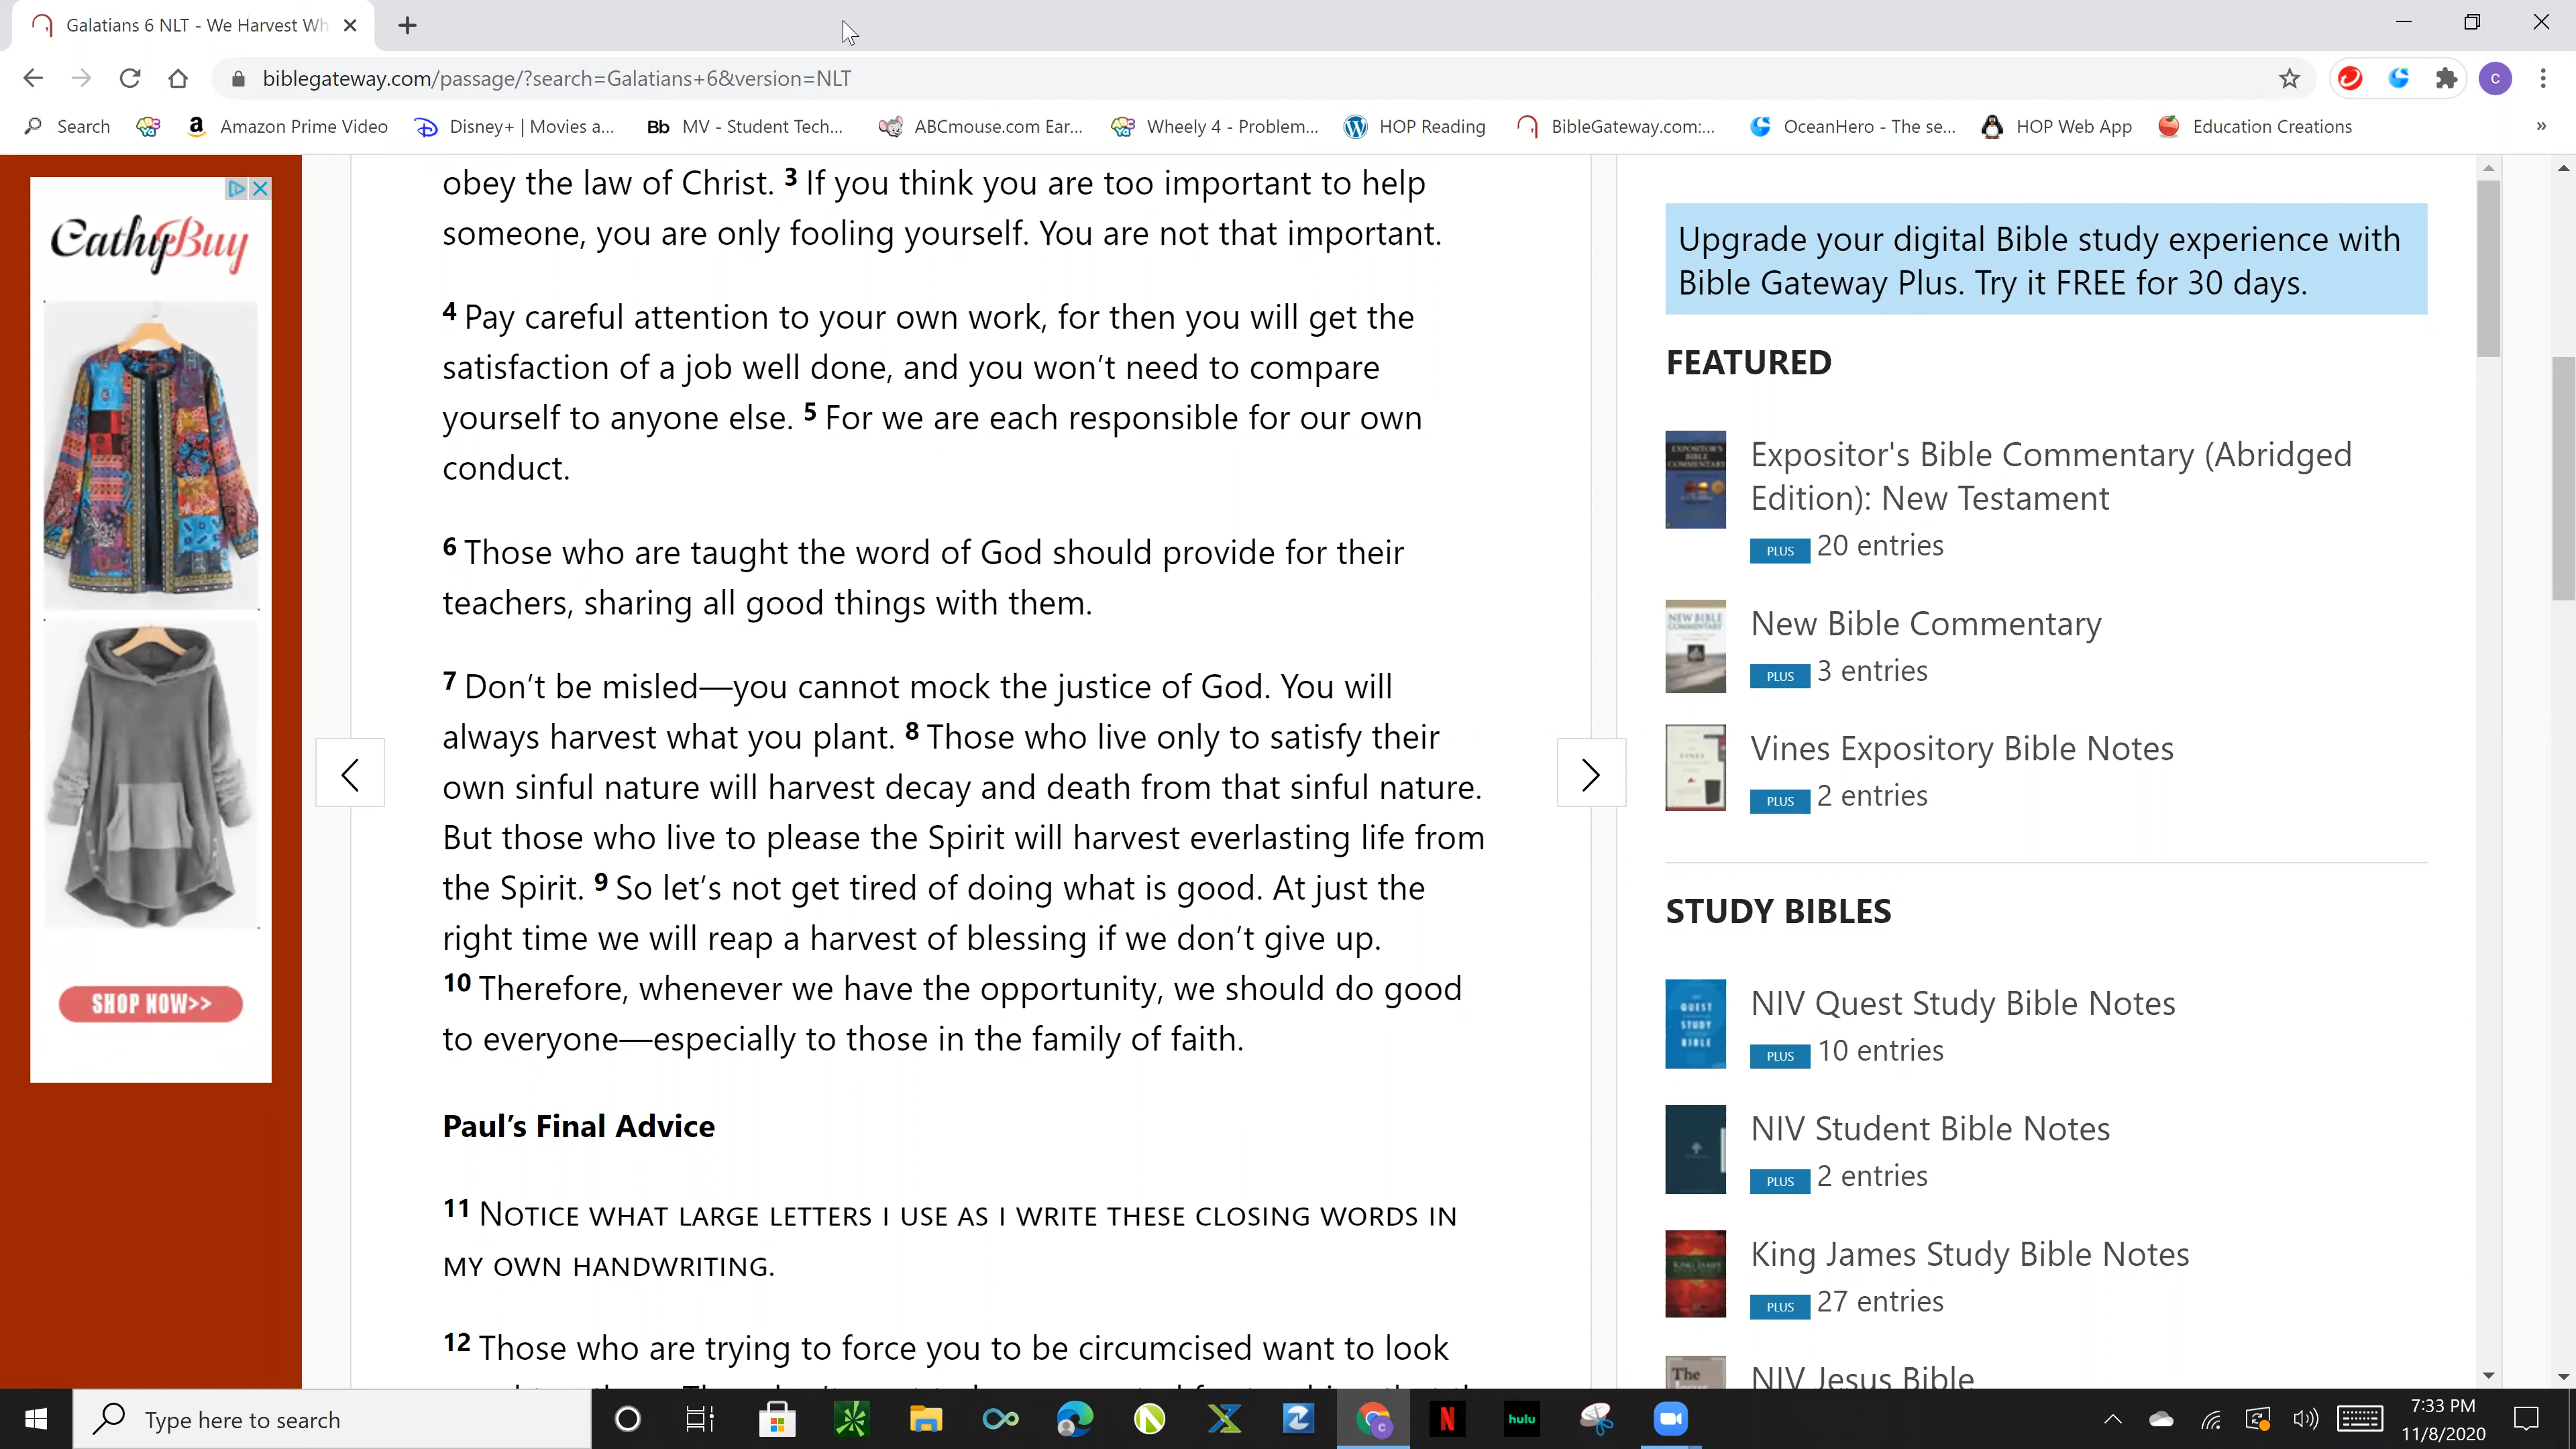 Galatians 6 NLT - We Harvest Wh
biblegateway.com/passage/?search=Galatians+6&version=NLT
C
Search
Amazon Prime Video
Disney+ | Movies a...
Bb MV - Student Tech...
ABCmouse.com Ear...
Wheely 4 - Problem...
HOP Reading
BibleGateway.com:...
OceanHero - The se...
HOP Web App
Education Creations
»
CathyBuy
SHOP NOW>>
obey the law of Christ. 3 If you think you are too important to help
someone, you are only fooling yourself. You are not that important.
4 Pay careful attention to your own work, for then you will get the
satisfaction of a job well done, and you won’t need to compare
yourself to anyone else. 5 For we are each responsible for our own
conduct.
6 Those who are taught the word of God should provide for their
teachers, sharing all good things with them.
7 Don’t be misled—you cannot mock the justice of God. You will
always harvest what you plant. 8 Those who live only to satisfy their
own sinful nature will harvest decay and death from that sinful nature.
But those who live to please the Spirit will harvest everlasting life from
the Spirit. 9 So let’s not get tired of doing what is good. At just the
right time we will reap a harvest of blessing if we don’t give up.
10 Therefore, whenever we have the opportunity, we should do good
to everyone—especially to those in the family of faith.
Paul’s Final Advice
11 NOTICE WHAT LARGE LETTERS I USE AS I WRITE THESE CLOSING WORDS IN
MY OWN HANDWRITING.
12 Those who are trying to force you to be circumcised want to look
Upgrade your digital Bible study experience with
Bible Gateway Plus. Try it FREE for 30 days.
FEATURED
EXPOSITOR'S
BIBLE
COMMENTARY
Expositor's Bible Commentary (Abridged
Edition): New Testament
PLUS 20 entries
NEW BIBLE
COMMENTARY
New Bible Commentary
PLUS 3 entries
VINES
Vines Expository Bible Notes
PLUS 2 entries
STUDY BIBLES
QUEST
STUDY
BIBLE
NIV Quest Study Bible Notes
PLUS 10 entries
NIV Student Bible Notes
PLUS 2 entries
KING JAMES
King James Study Bible Notes
PLUS 27 entries
The
NIV Jesus Bible
Type here to search
N
hulu
7:33 PM
11/8/2020